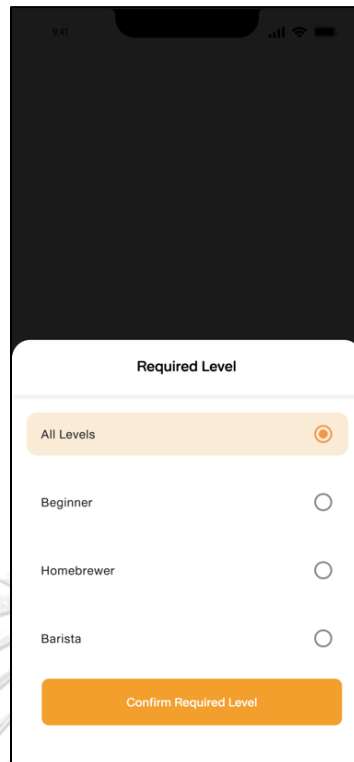 9:41
Required Level
All Levels
Beginner
Homebrewer
Barista
Confirm Required Level